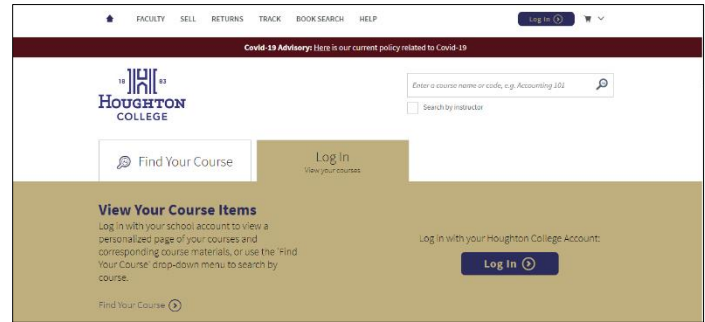 FACULTY SELL RETURNS TRACK BOOK SEARCH HELP Log In
Covid-19 Advisory: Here is our current policy related to Covid-19
18 83
HOUGHTON
COLLEGE
Enter a course name or code, e.g. Accounting 101
Search by instructor
Find Your Course
Log In
View your courses
View Your Course Items
Log in with your school account to view a
personalized page of your courses and
corresponding course materials, or use the 'Find
Your Course' drop-down menu to search by
course.
Find Your Course
Log in with your Houghton College Account:
Log In